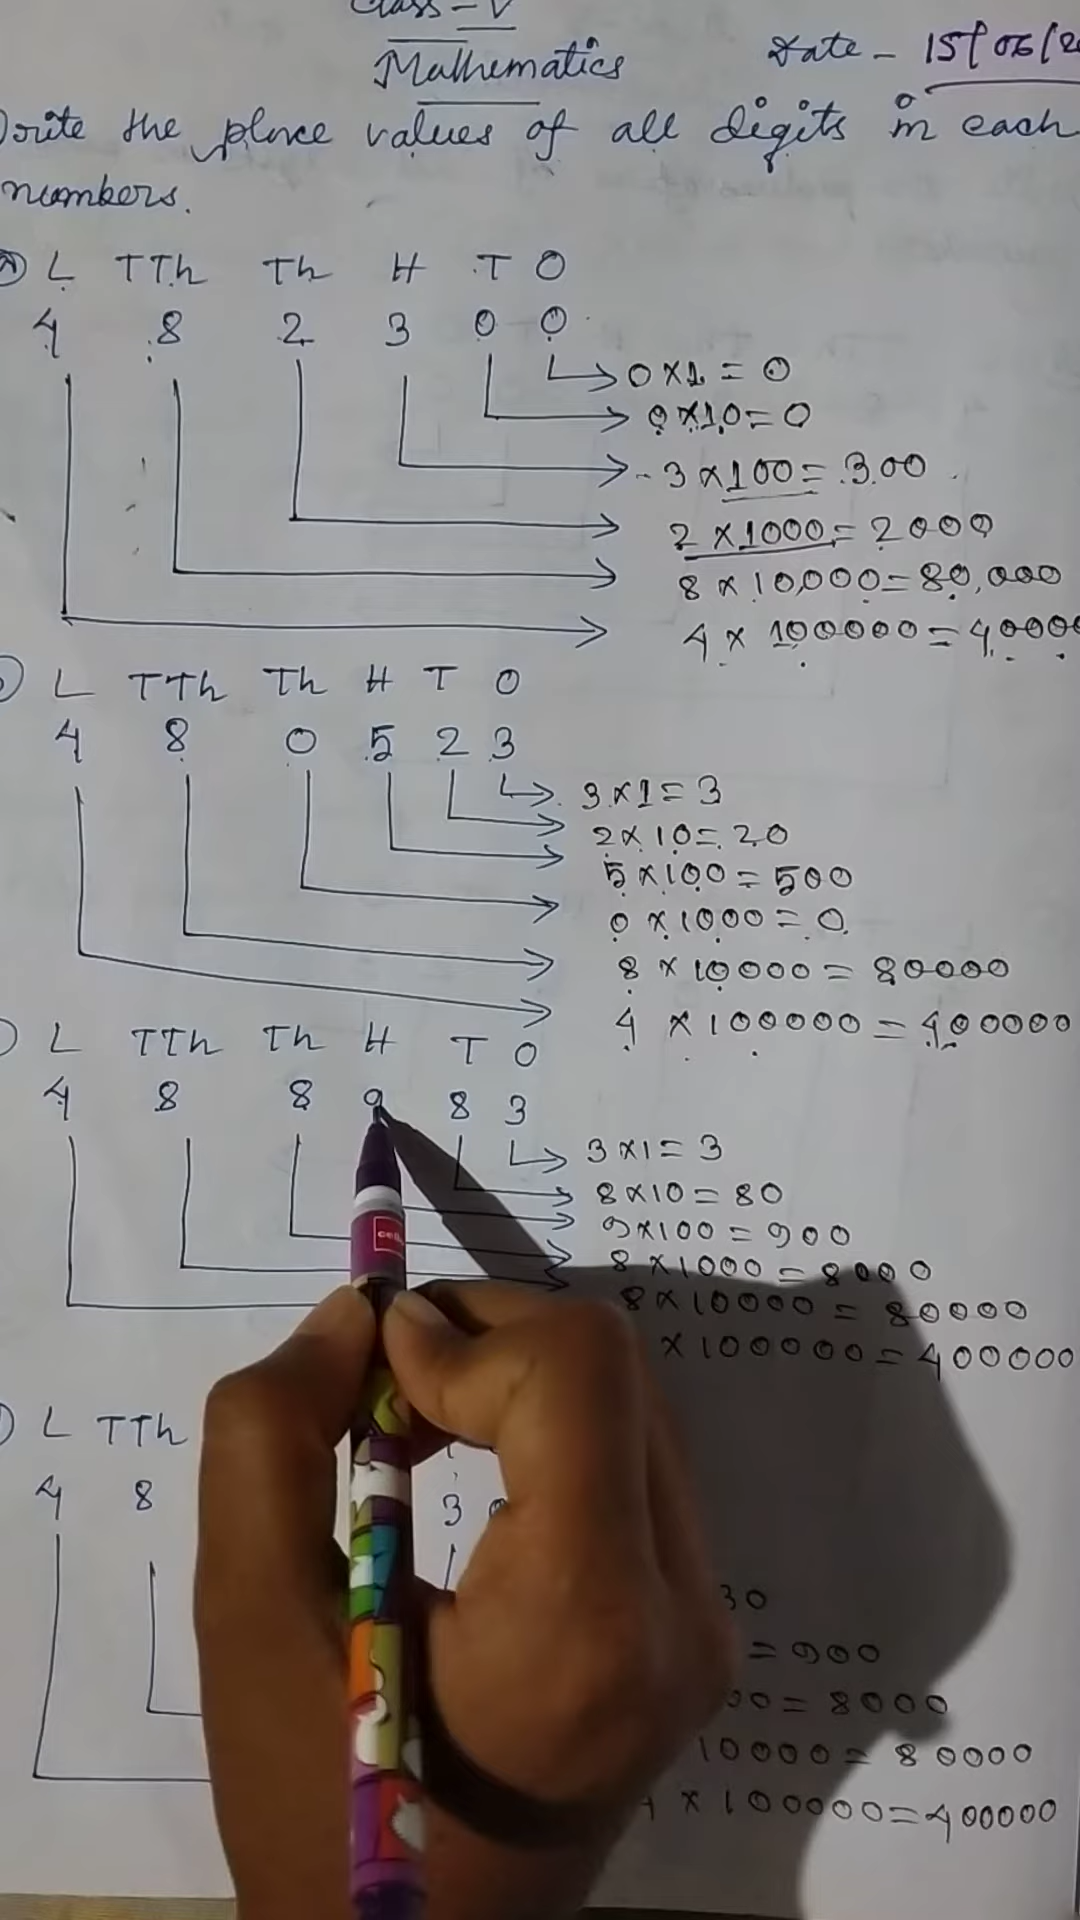 Class - V
Mathematics Date - 15/06/2
Write the place values of all digits in each
numbers.
L TTh Th H T O
4 8 2 3 0 0
0 × 1 = 0
0 × 10 = 0
3 × 100 = 300
2 × 1000 = 2000
8 × 10,000 = 80,000
4 × 100000 = 40000
L TTh Th H T O
4 8 0 5 2 3
3 × 1 = 3
2 × 10 = 20
5 × 100 = 500
0 × 1000 = 0
8 × 10000 = 80000
4 × 100000 = 400000
L TTh Th H T O
4 8 8 9 8 3
3 × 1 = 3
8 × 10 = 80
9 × 100 = 900
8 × 1000 = 8000
8 × 10000 = 80000
× 100000 = 400000
L TTh
4 8 3
30
= 900
00 = 8000
10000 = 80000
× 100000 = 400000